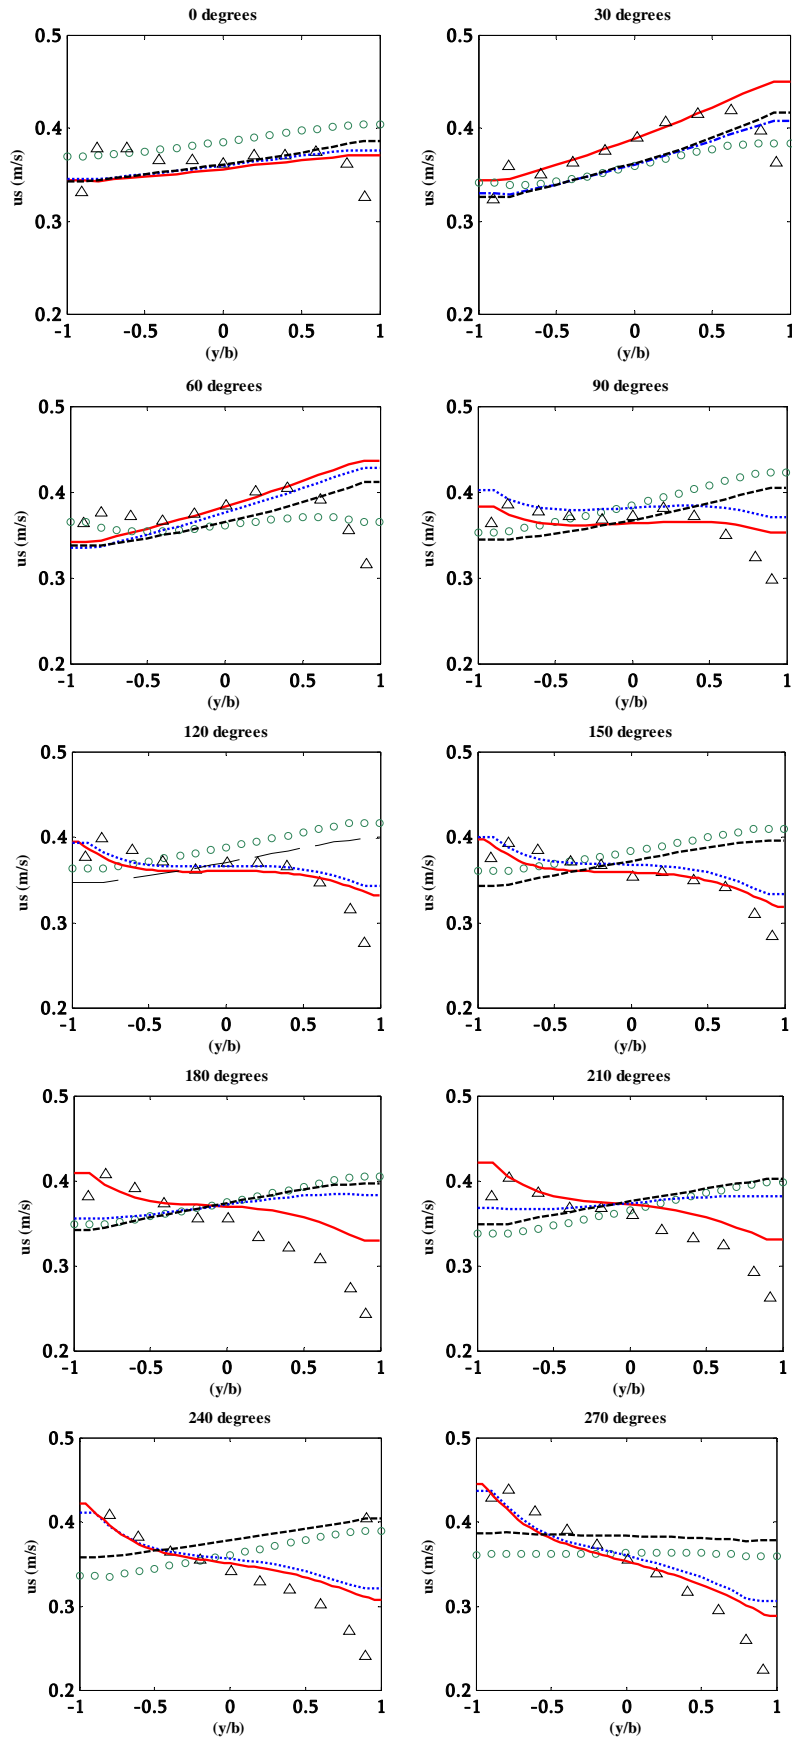 0 degrees
30 degrees
0.5
0.4
0.3
0.2
us (m/s)
-1 -0.5 0 0.5 1
(y/b)
0.5
0.4
0.3
0.2
us (m/s)
-1 -0.5 0 0.5 1
(y/b)
60 degrees
90 degrees
0.5
0.4
0.3
0.2
us (m/s)
-1 -0.5 0 0.5 1
(y/b)
0.5
0.4
0.3
0.2
us (m/s)
-1 -0.5 0 0.5 1
(y/b)
120 degrees
150 degrees
0.5
0.4
0.3
0.2
us (m/s)
-1 -0.5 0 0.5 1
(y/b)
0.5
0.4
0.3
0.2
us (m/s)
-1 -0.5 0 0.5 1
(y/b)
180 degrees
210 degrees
0.5
0.4
0.3
0.2
us (m/s)
-1 -0.5 0 0.5 1
(y/b)
0.5
0.4
0.3
0.2
us (m/s)
-1 -0.5 0 0.5 1
(y/b)
240 degrees
270 degrees
0.5
0.4
0.3
0.2
us (m/s)
-1 -0.5 0 0.5 1
(y/b)
0.5
0.4
0.3
0.2
us (m/s)
-1 -0.5 0 0.5 1
(y/b)